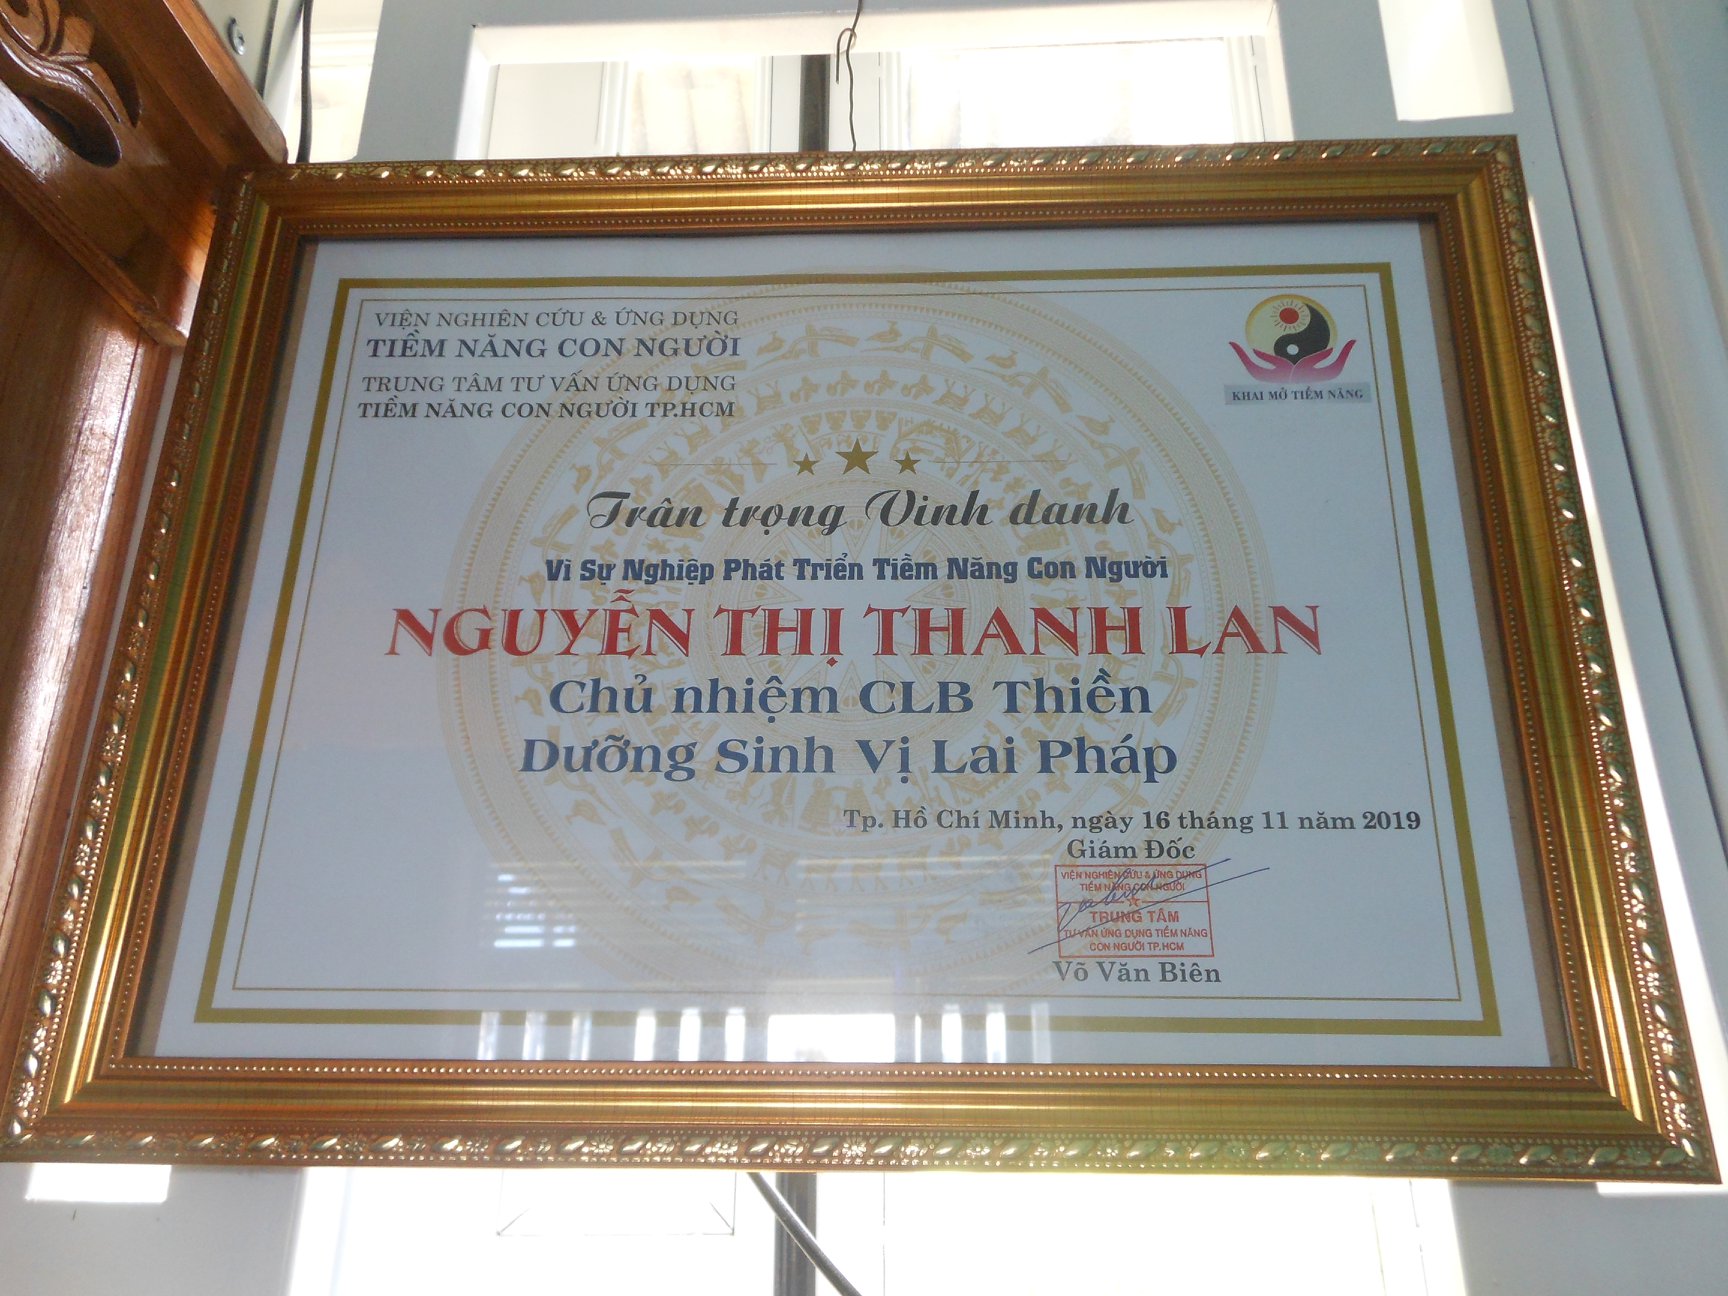 VIỆN NGHIÊN CỨU & ỨNG DỤNG
TIỀM NĂNG CON NGƯỜI
TRUNG TÂM TƯ VẤN ỨNG DỤNG
TIỀM NĂNG CON NGƯỜI TP.HCM
KHAI MỞ TIỀM NĂNG
Trân trọng Vinh danh
Vì Sự Nghiệp Phát Triển Tiềm Năng Con Người
NGUYỄN THỊ THANH LAN
Chủ nhiệm CLB Thiền
Dưỡng Sinh Vị Lai Pháp
Tp. Hồ Chí Minh, ngày 16 tháng 11 năm 2019
Giám Đốc
VIỆN NGHIÊN CỨU & ỨNG DỤNG
TIỀM NĂNG CON NGƯỜI
TRUNG TÂM
TƯ VẤN ỨNG DỤNG TIỀM NĂNG
CON NGƯỜI TP.HCM
Võ Văn Biên